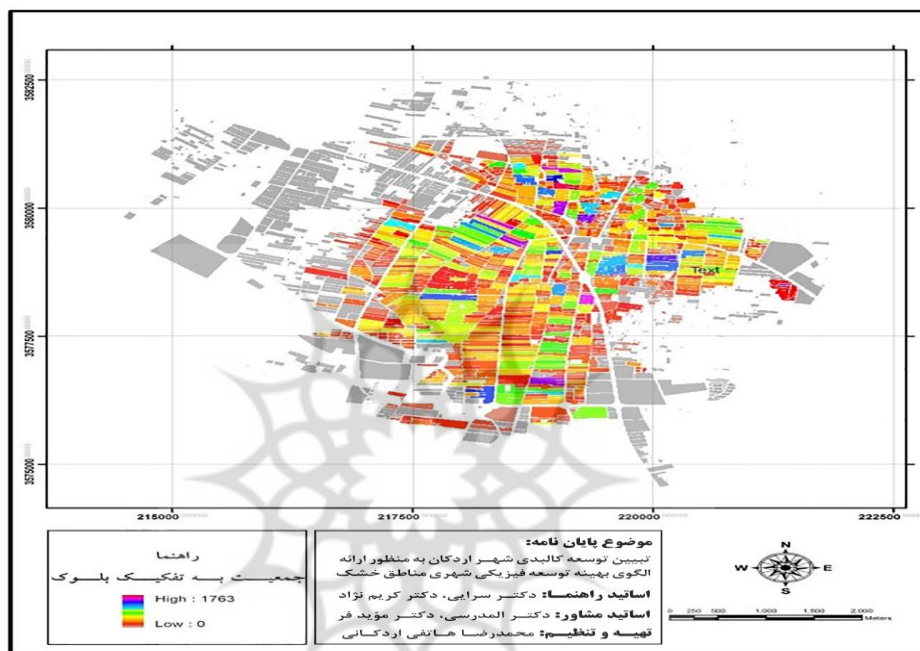 3582500
3580000
3577500
3575000
Text
215000
217500
220000
222500
راهنما
جمعیت به تفکیک بلوک
High : 1763
Low : 0
موضوع پایان نامه:
تبیین توسعه کالبدی شهر اردکان به منظور ارائه
الگوی بهینه توسعه فیزیکی شهری مناطق خشک
اساتید راهنما: دکتر سرایی، دکتر کریم نژاد
اساتید مشاور: دکتر المدرسی، دکتر مؤید فر
تهیه و تنظیم: محمدرضا هاتفی اردکانی
N
W E
S
0 250 500 1,000 1,500 2,000
Meters